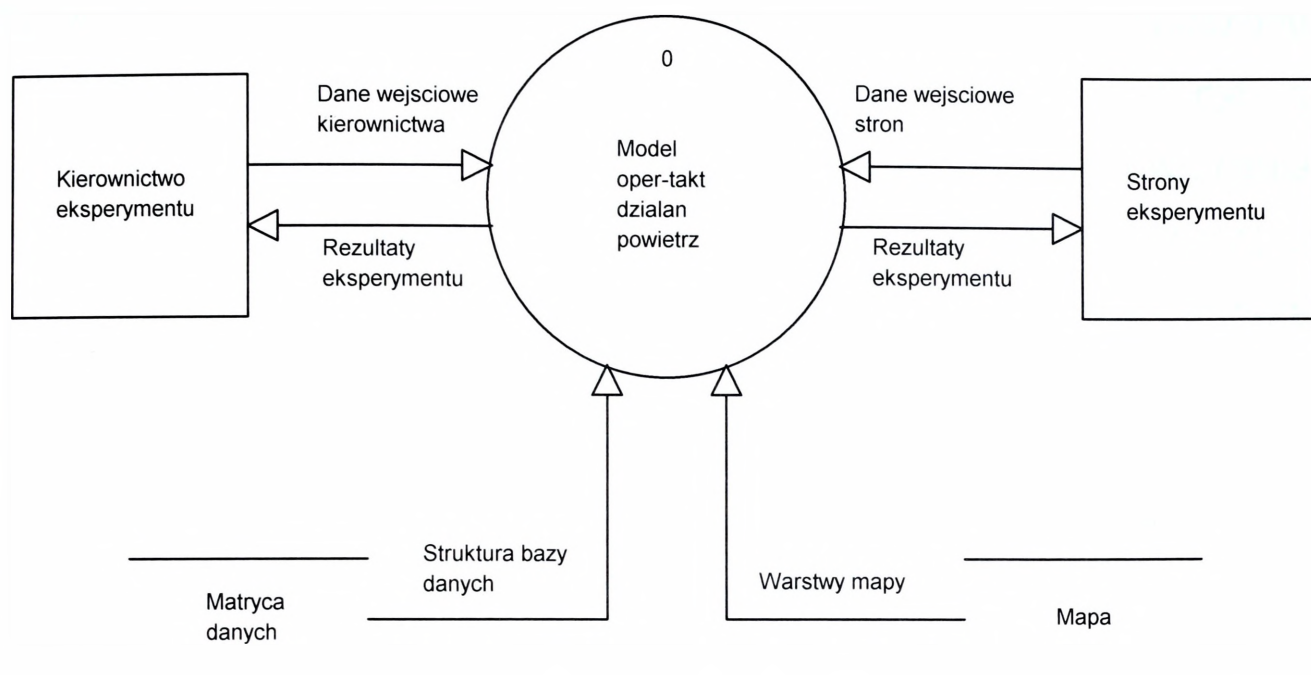 0
Dane wejsciowe
kierownictwa
Dane wejsciowe
stron
Kierownictwo
eksperymentu
Model
oper-takt
dzialan
powietrz
Strony
eksperymentu
Rezultaty
eksperymentu
Rezultaty
eksperymentu
Struktura bazy
danych
Warstwy mapy
Matryca
danych
Mapa